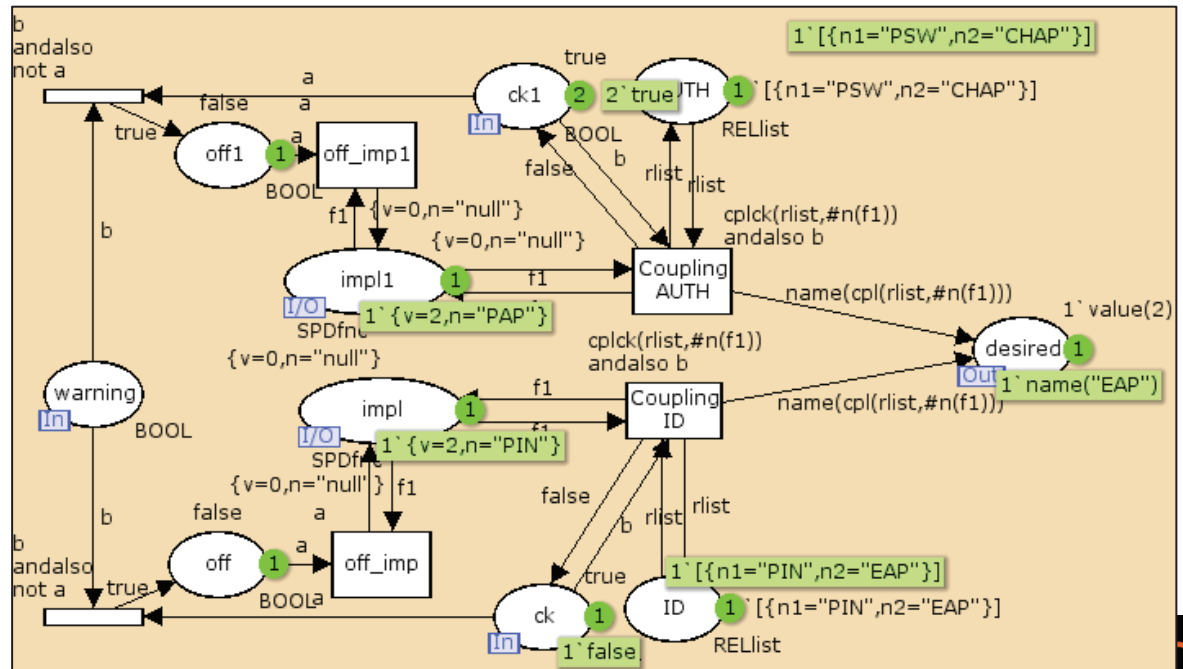 b
andalso
not a
a
true
1`[{n1="PSW",n2="CHAP"}]
false
a
ck1
2
2`true
UTH
1
`[{n1="PSW",n2="CHAP"}]
In
BOOL
RELlist
true
off1
1
a
off_imp1
BOOL
false
b
rlist
rlist
b
f1
{v=0,n="null"}
{v=0,n="null"}
cplck(rlist,#n(f1))
andalso b
impl1
1
f1
Coupling
AUTH
I/O
1`{v=2,n="PAP"}
SPDfnc
name(cpl(rlist,#n(f1)))
1`value(2)
{v=0,n="null"}
cplck(rlist,#n(f1))
andalso b
desired
1
Out
1`name("EAP")
warning
In
BOOL
impl
1
f1
f1
Coupling
ID
name(cpl(rlist,#n(f1)))
I/O
1`{v=2,n="PIN"}
SPDfnc
{v=0,n="null"}
f1
false
b
rlist
rlist
b
false
a
b
andalso
not a
off
1
a
off_imp
true
BOOL
true
1`[{n1="PIN",n2="EAP"}]
ck
1
ID
1
`[{n1="PIN",n2="EAP"}]
In
1`false
RELlist